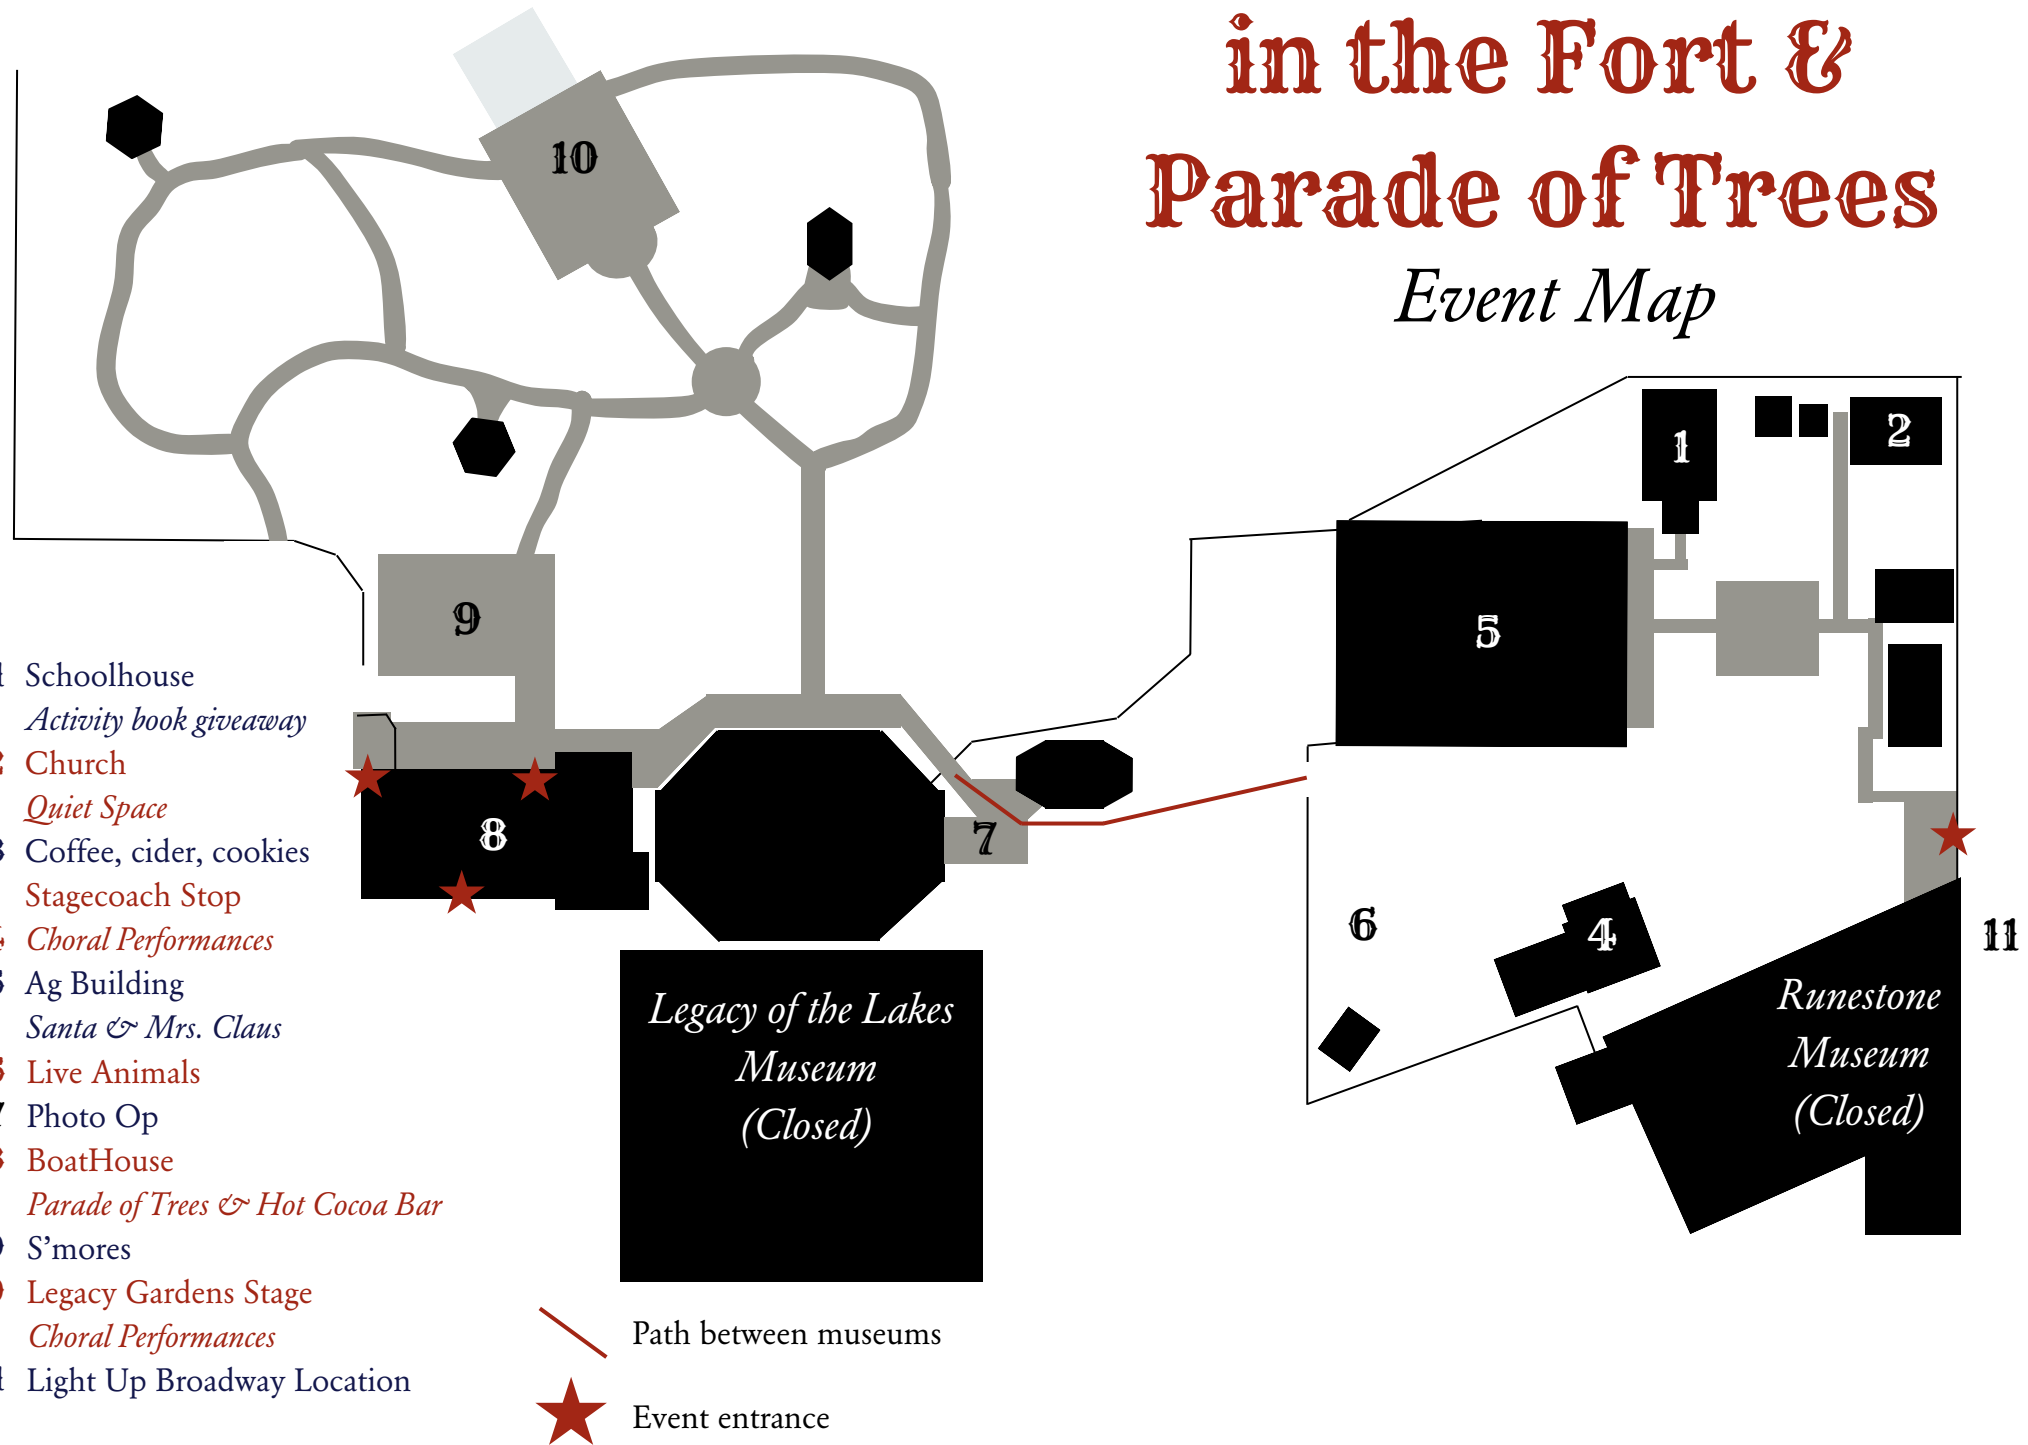 in the Fort &
Parade of Trees
Event Map
10
1
2
9
5
Schoolhouse
Activity book giveaway
Church
Quiet Space
Coffee, cider, cookies
Stagecoach Stop
Choral Performances
Ag Building
Santa & Mrs. Claus
Live Animals
Photo Op
BoatHouse
Parade of Trees & Hot Cocoa Bar
S’mores
Legacy Gardens Stage
Choral Performances
Light Up Broadway Location
8
7
6
4
11
Legacy of the Lakes
Museum
(Closed)
Runestone
Museum
(Closed)
Path between museums
Event entrance